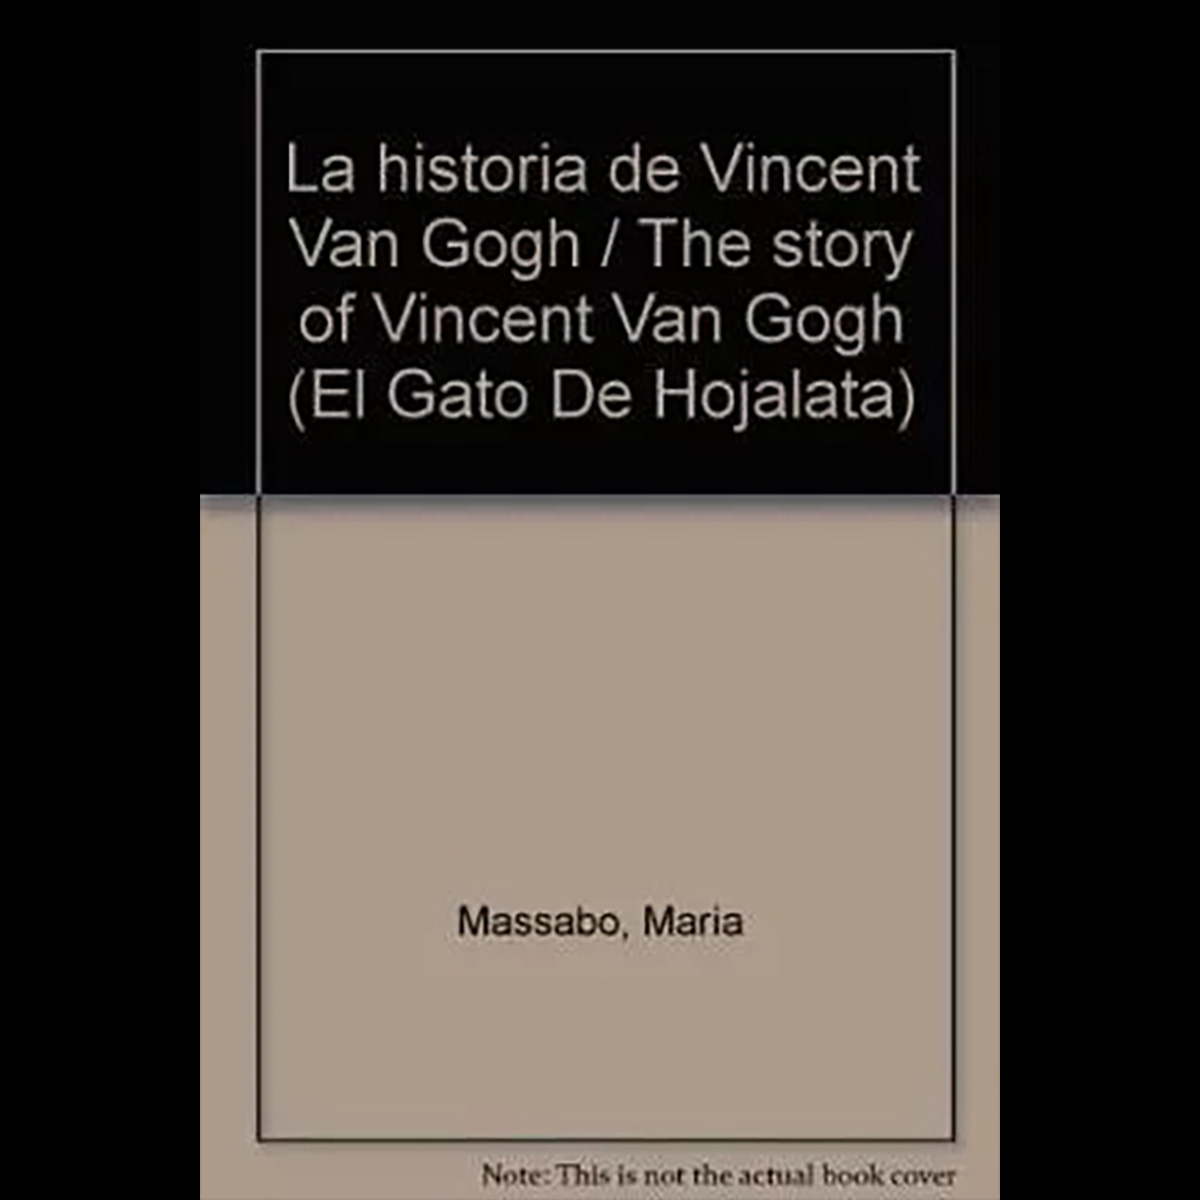 La historia de Vincent
Van Gogh / The story
of Vincent Van Gogh
(El Gato De Hojalata)
Massabo, Maria
Note: This is not the actual book cover